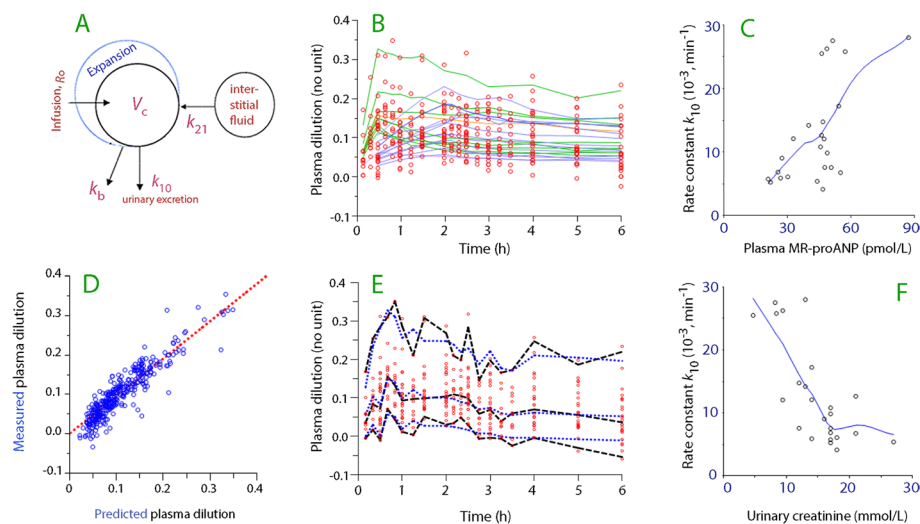 A
Expansion
Infusion, Ro
Vc
inter-
stitial
fluid
k21
kb
k10
urinary excretion
B
Plasma dilution (no unit)
0.4
0.3
0.2
0.1
0.0
-0.1
0 1 2 3 4 5 6
Time (h)
C
Rate constant k10 (10-3, min-1)
30
20
10
0
0 30 60 90
Plasma MR-proANP (pmol/L)
D
Measured plasma dilution
0.4
0.3
0.2
0.1
0.0
-0.1
0 0.1 0.2 0.3 0.4
Predicted plasma dilution
E
Plasma dilution (no unit)
0.4
0.3
0.2
0.1
0.0
-0.1
0 1 2 3 4 5 6
Time (h)
F
Rate constant k10 (10-3, min-1)
30
20
10
0
0 10 20 30
Urinary creatinine (mmol/L)